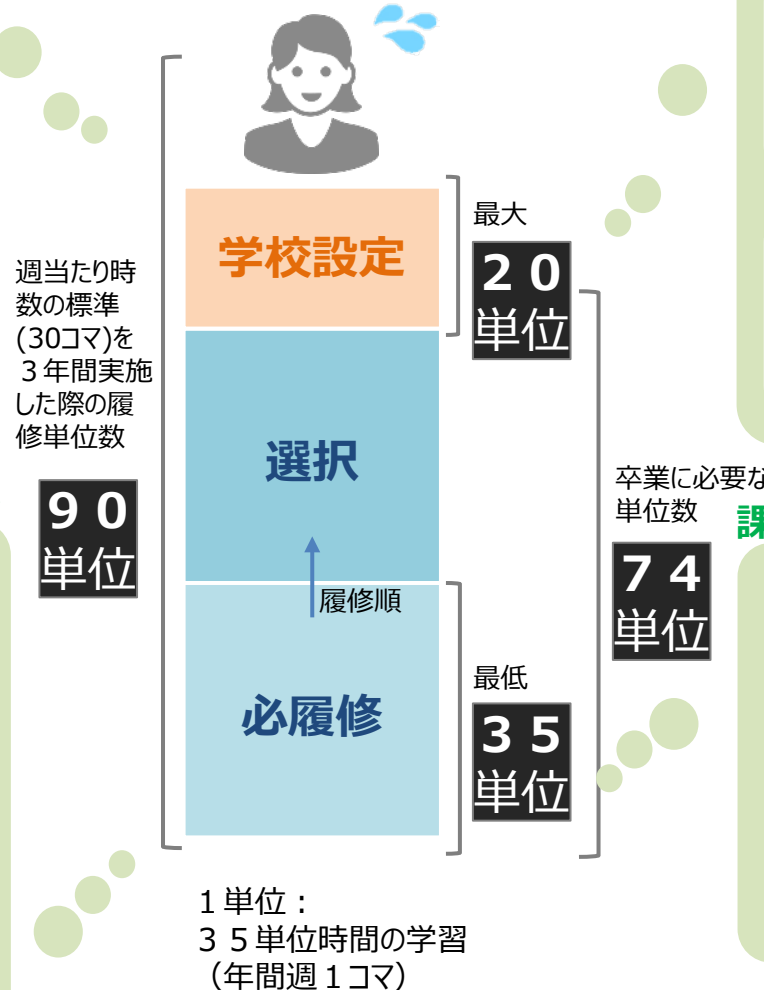 学校設定
最大
２０
単位
週当たり時
数の標準
(30コマ)を
３年間実施
した際の履
修単位数
９０
単位
選択
卒業に必要な
単位数
課
７４
単位
履修順
必履修
最低
３５
単位
１単位：
３５単位時間の学習
（年間週１コマ）